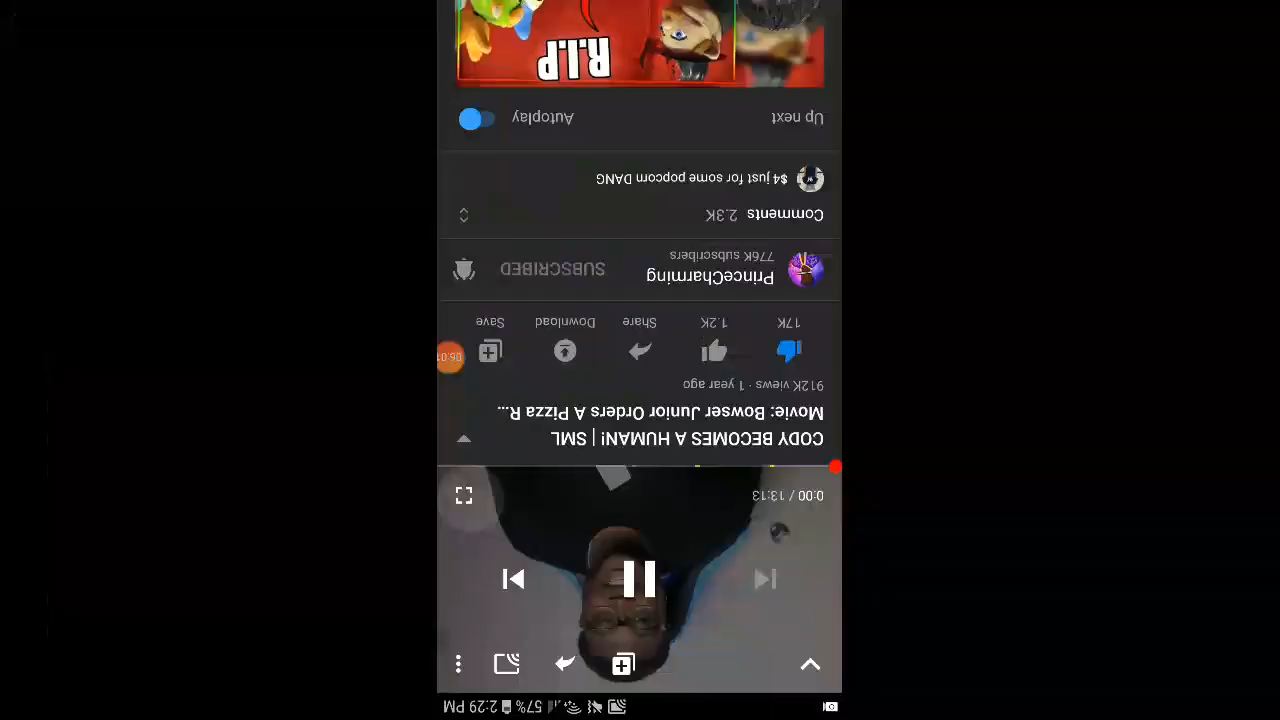 2:29 PM 57%
0:00 / 13:13
CODY BECOMES A HUMAN! | SML
Movie: Bowser Junior Orders A Pizza R...
912K views · 1 year ago
17K 1.2K Share Download Save
PrinceCharming
776K subscribers
SUBSCRIBED
Comments 2.3K
$4 just for some popcorn DANG
Up next Autoplay
R.I.P